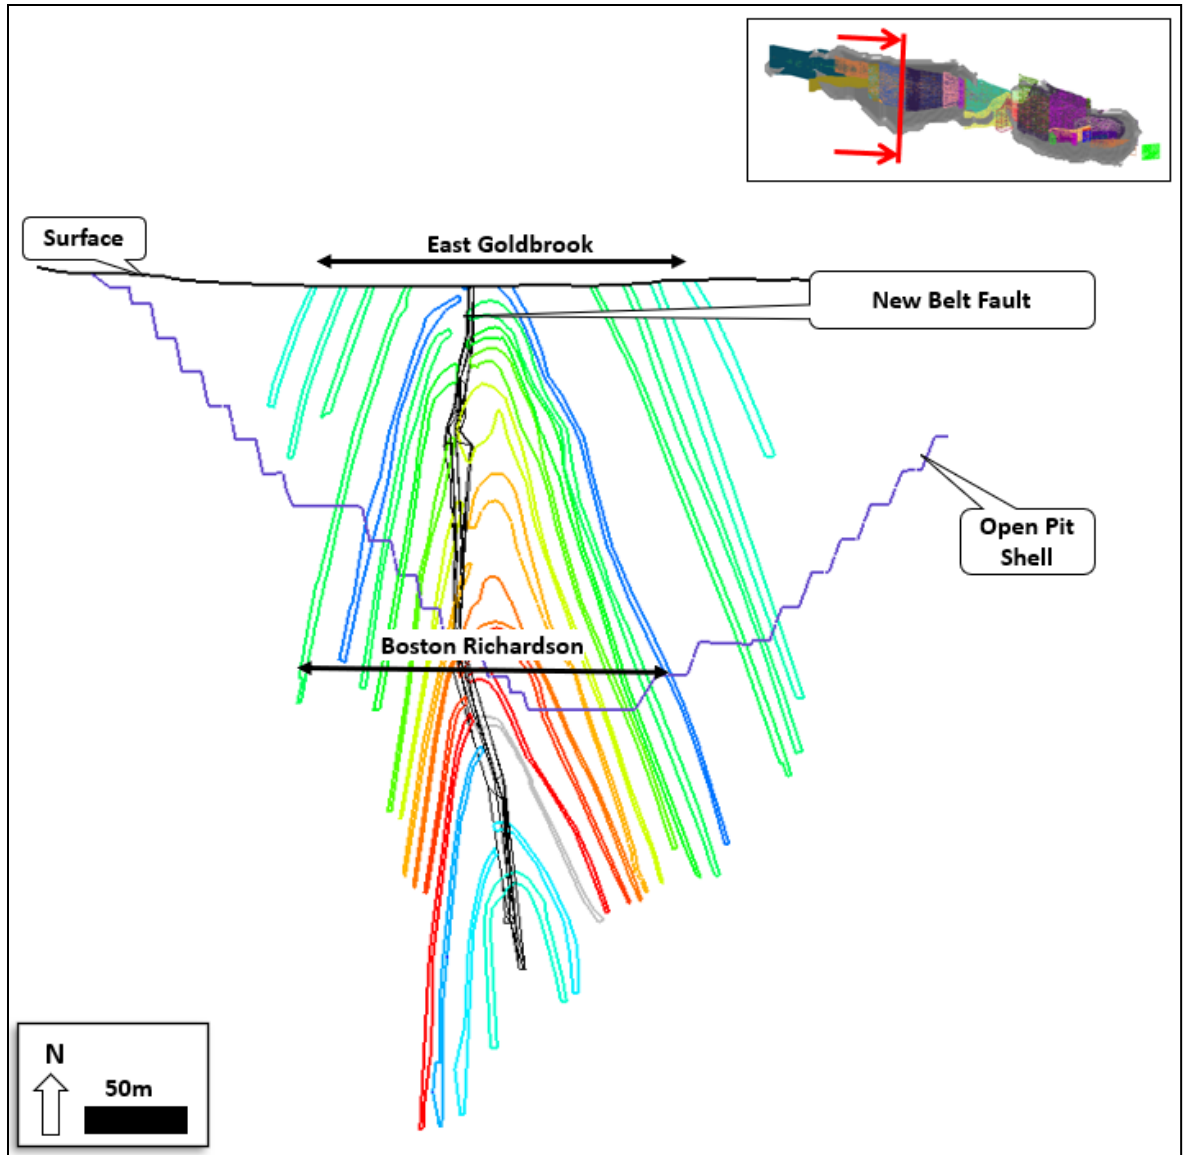 Surface
East Goldbrook
New Belt Fault
Open Pit
Shell
Boston Richardson
N
50m